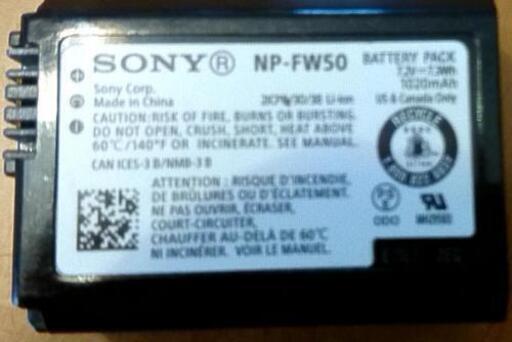 SONY® NP-FW50 BATTERY PACK
7.2V⎓7.3Wh
1020mAh
Sony Corp.
Made in China Li-ion US & Canada Only
CAUTION: RISK OF FIRE, BURNS OR BURSTING.
DO NOT OPEN, CRUSH, SHORT, HEAT ABOVE
60°C/140°F OR INCINERATE. SEE MANUAL.
CAN ICES-3 B/NMB-3 B
RECYCLE
ATTENTION : RISQUE D'INCENDIE,
DE BRÛLURES OU D'ÉCLATEMENT.
NE PAS OUVRIR, ÉCRASER,
COURT-CIRCUITER,
CHAUFFER AU-DELÀ DE 60°C
NI INCINÉRER. VOIR LE MANUEL.